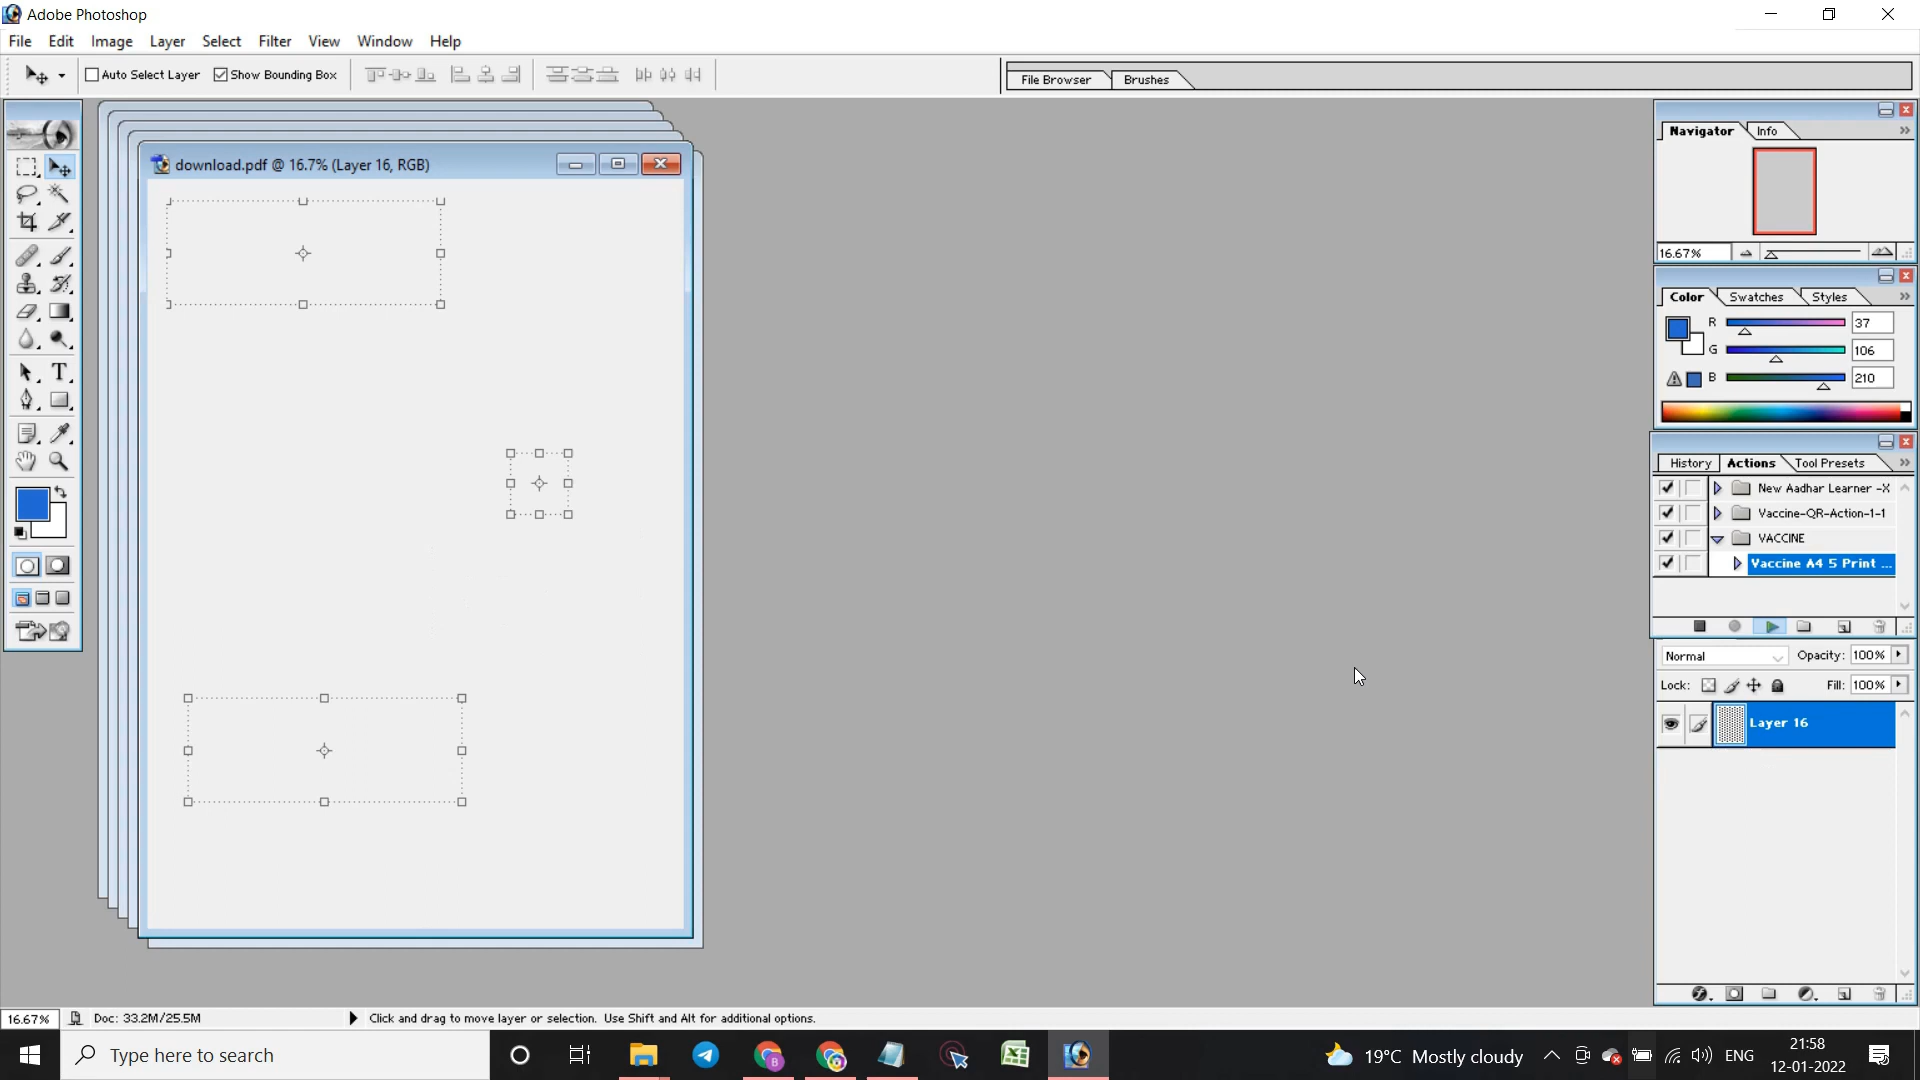 Adobe Photoshop
File Edit Image Layer Select Filter View Window Help
Auto Select Layer Show Bounding Box File Browser Brushes
download.pdf @ 16.7% (Layer 16, RGB)
Navigator Info
16.67%
Color Swatches Styles
R 37
G 106
B 210
History Actions Tool Presets
New Aadhar Learner -X
Vaccine-QR-Action-1-1
VACCINE
Vaccine A4 5 Print ...
Normal Opacity: 100%
Lock: Fill: 100%
Layer 16
T
16.67% Doc: 33.2M/25.5M Click and drag to move layer or selection. Use Shift and Alt for additional options.
Type here to search
19°C Mostly cloudy ENG 21:58
12-01-2022